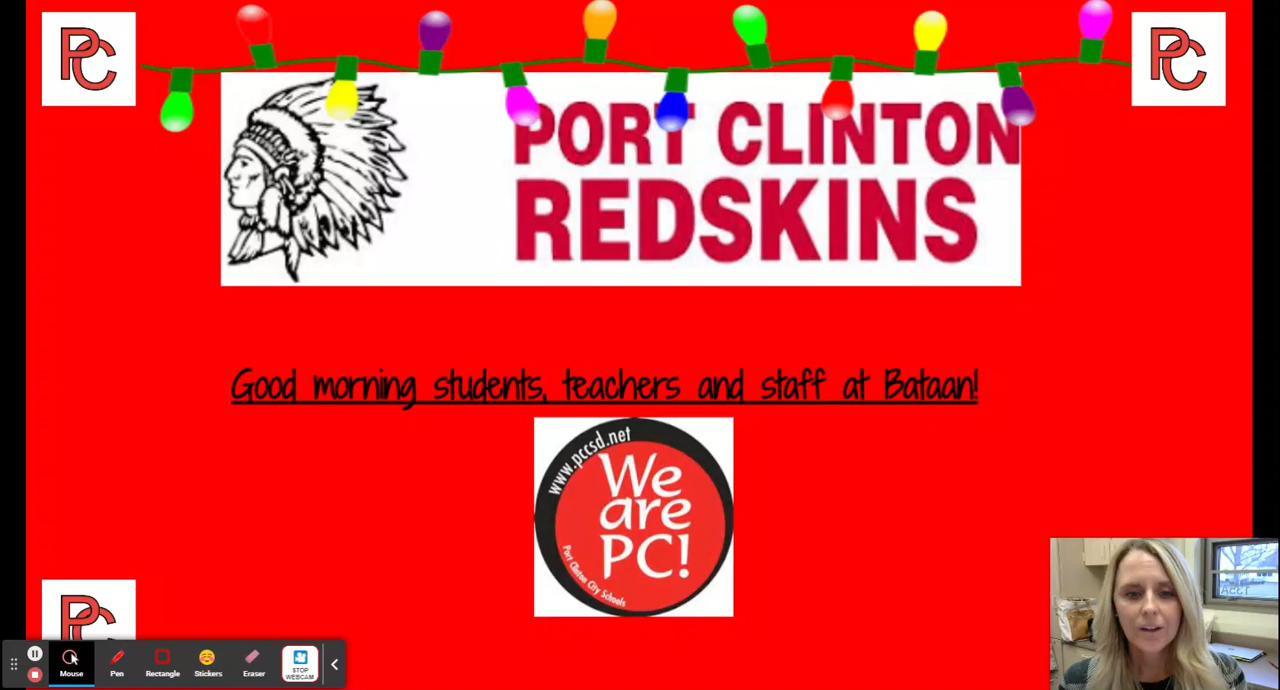 PC
PC
PORT CLINTON
REDSKINS
Good morning students, teachers and staff at Bataan!
www.pccsd.net
We
are
PC!
Port Clinton City Schools
PC
Mouse
Pen
Rectangle
Stickers
Eraser
STOP
WEBCAM